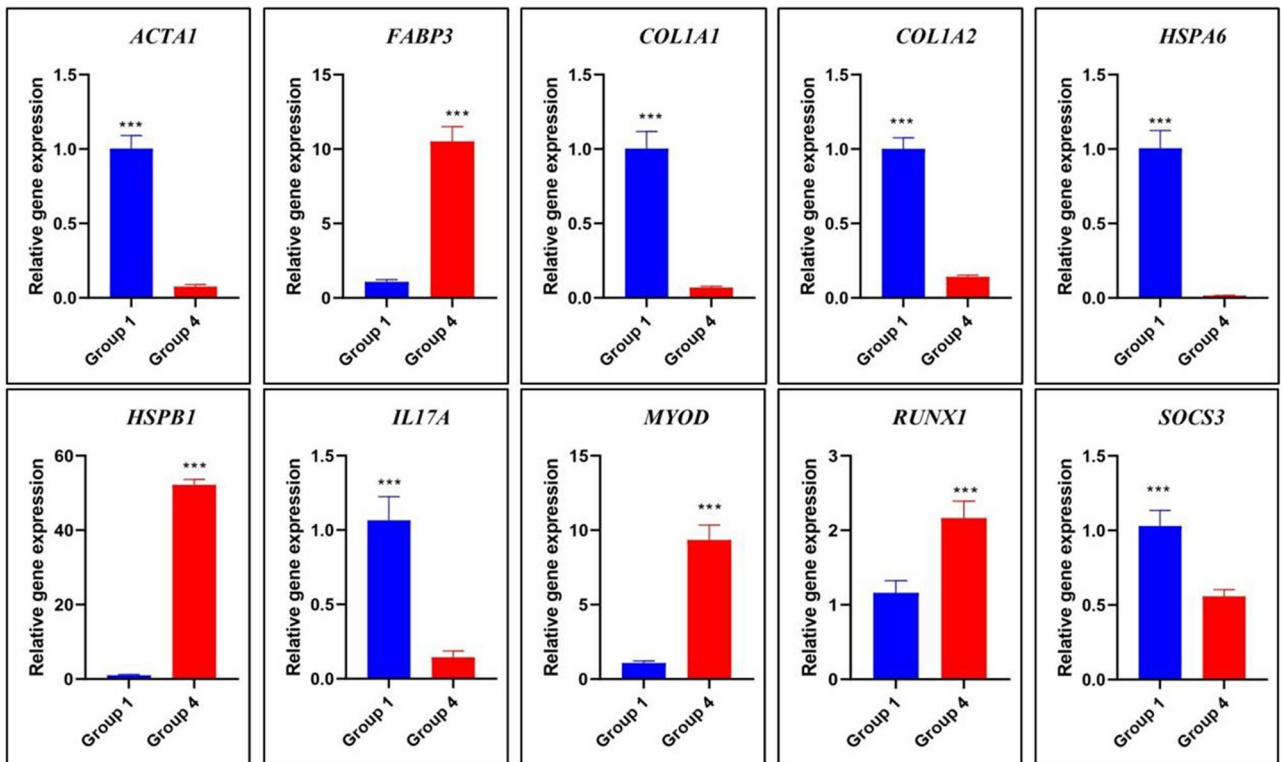 ACTA1
Relative gene expression
1.5
***
1.0
0.5
0.0
Group 1
Group 4
FABP3
Relative gene expression
15
***
10
5
0
Group 1
Group 4
COL1A1
Relative gene expression
1.5
***
1.0
0.5
0.0
Group 1
Group 4
COL1A2
Relative gene expression
1.5
***
1.0
0.5
0.0
Group 1
Group 4
HSPA6
Relative gene expression
1.5
***
1.0
0.5
0.0
Group 1
Group 4
HSPB1
Relative gene expression
60
***
40
20
0
Group 1
Group 4
IL17A
Relative gene expression
1.5
***
1.0
0.5
0.0
Group 1
Group 4
MYOD
Relative gene expression
15
***
10
5
0
Group 1
Group 4
RUNX1
Relative gene expression
3
***
2
1
0
Group 1
Group 4
SOCS3
Relative gene expression
1.5
***
1.0
0.5
0.0
Group 1
Group 4